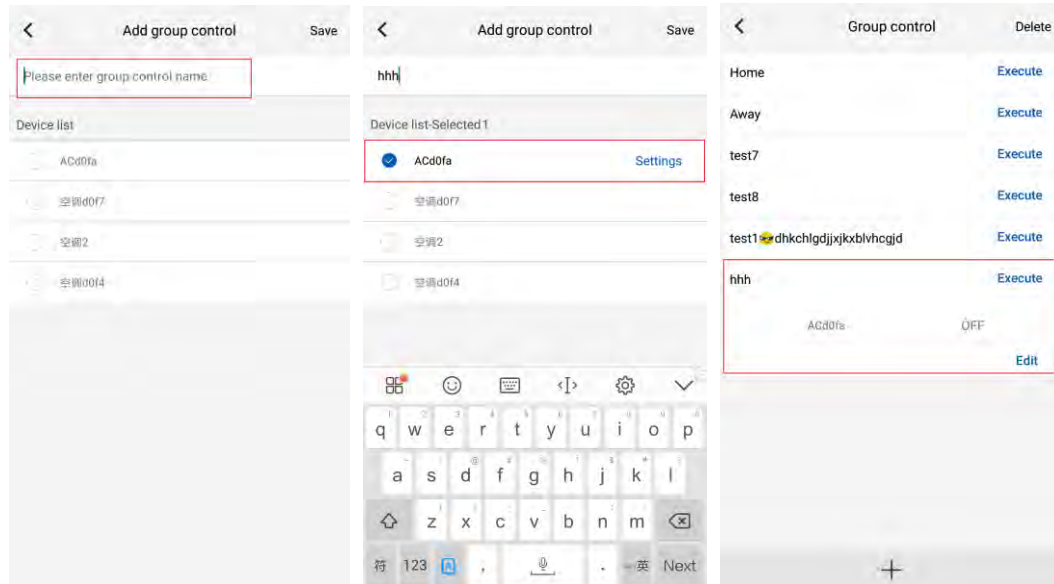 Add group control Save
Please enter group control name
Device list
ACd0fa
空调d0f7
空调2
空调d0f4
Add group control Save
hhh
Device list-Selected1
ACd0fa Settings
空调d0f7
空调2
空调d0f4
q w e r t y u i o p
a s d f g h j k l
z x c v b n m
符 123 A , . 英 Next
Group control Delete
Home Execute
Away Execute
test7 Execute
test8 Execute
test1😎dhkchlgdjjxjkxblvhcgjd Execute
hhh Execute
ACd0fa OFF
Edit